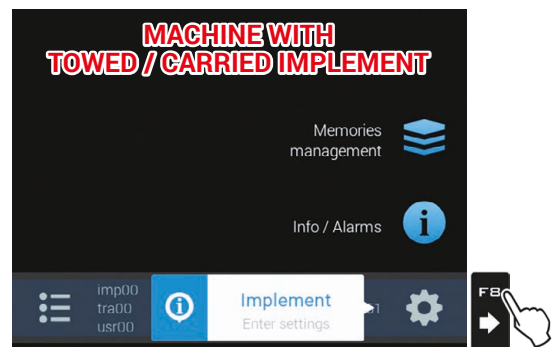 MACHINE WITH
TOWED / CARRIED IMPLEMENT
Memories
management
Info / Alarms
imp00
tra00
usr00
Implement
Enter settings
F8